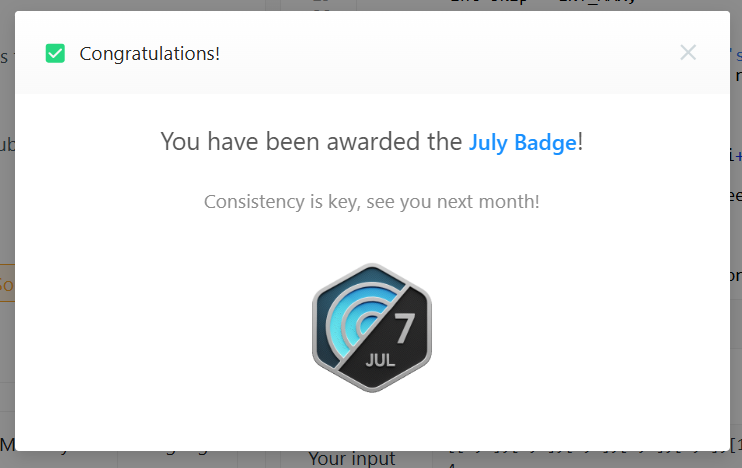 Congratulations!
You have been awarded the July Badge!
Consistency is key, see you next month!
7
JUL
Your input